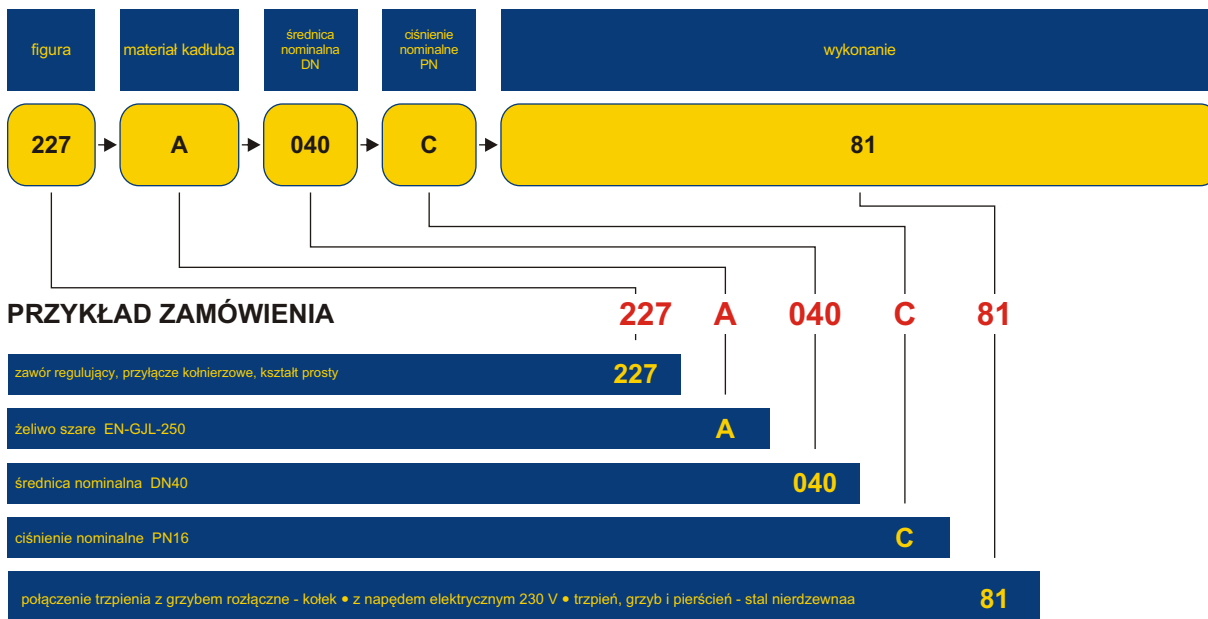 figura
materiał kadłuba
średnica
nominalna
DN
ciśnienie
nominalne
PN
wykonanie
227
A
040
C
81
PRZYKŁAD ZAMÓWIENIA
227 A 040 C 81
zawór regulujący, przyłącze kołnierzowe, kształt prosty 227
żeliwo szare EN-GJL-250 A
średnica nominalna DN40 040
ciśnienie nominalne PN16 C
połączenie trzpienia z grzybem rozłączne - kołek • z napędem elektrycznym 230 V • trzpień, grzyb i pierścień - stal nierdzewnaa 81